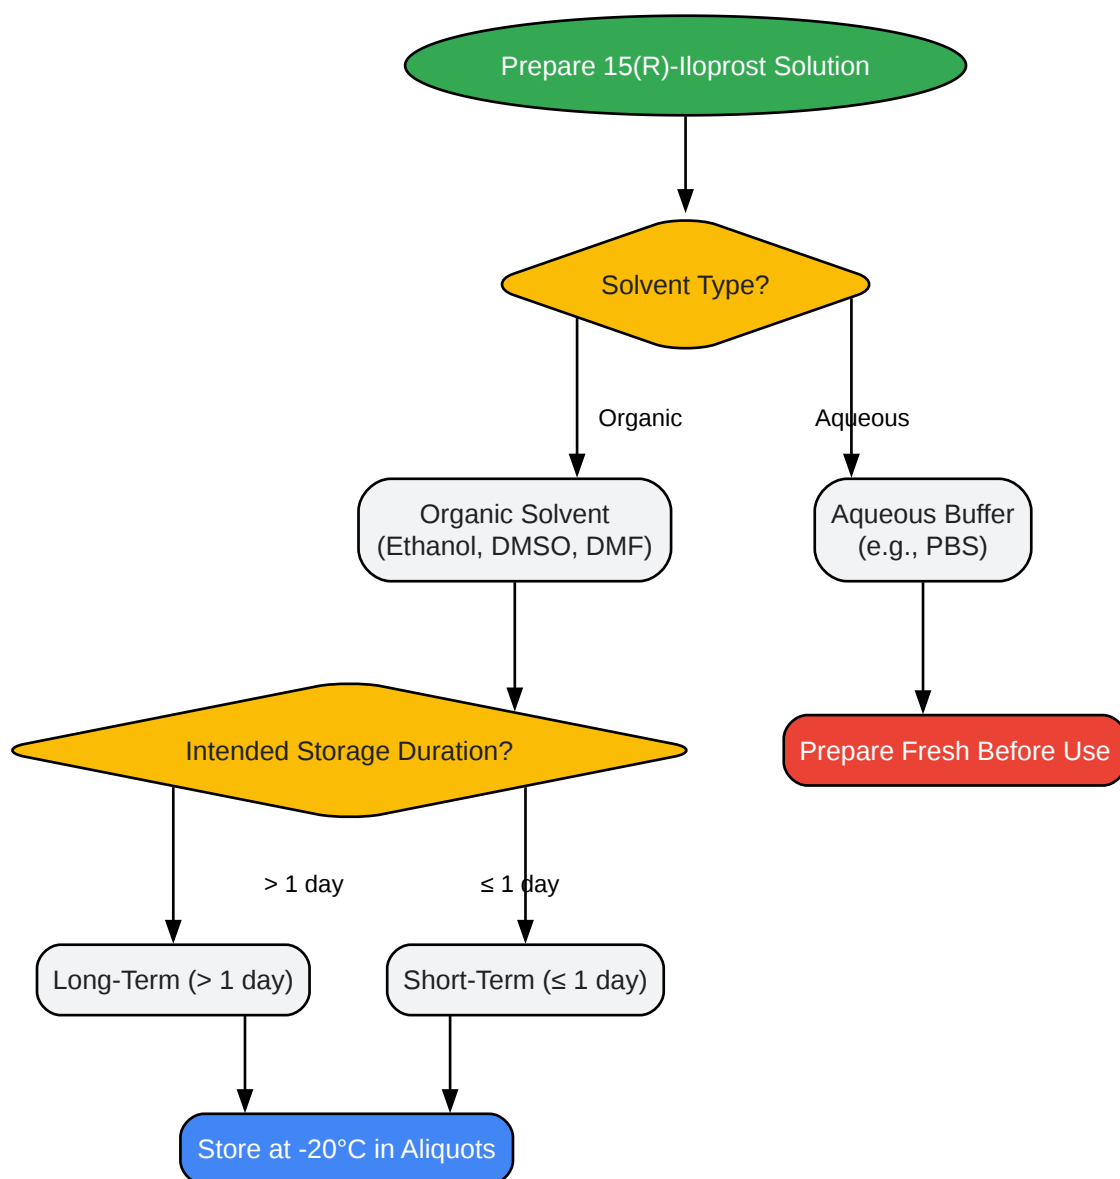 Prepare 15(R)-Iloprost Solution
Solvent Type?
Organic
Aqueous
Organic Solvent
(Ethanol, DMSO, DMF)
Aqueous Buffer
(e.g., PBS)
Intended Storage Duration?
Prepare Fresh Before Use
> 1 day
≤ 1 day
Long-Term (> 1 day)
Short-Term (≤ 1 day)
Store at -20°C in Aliquots